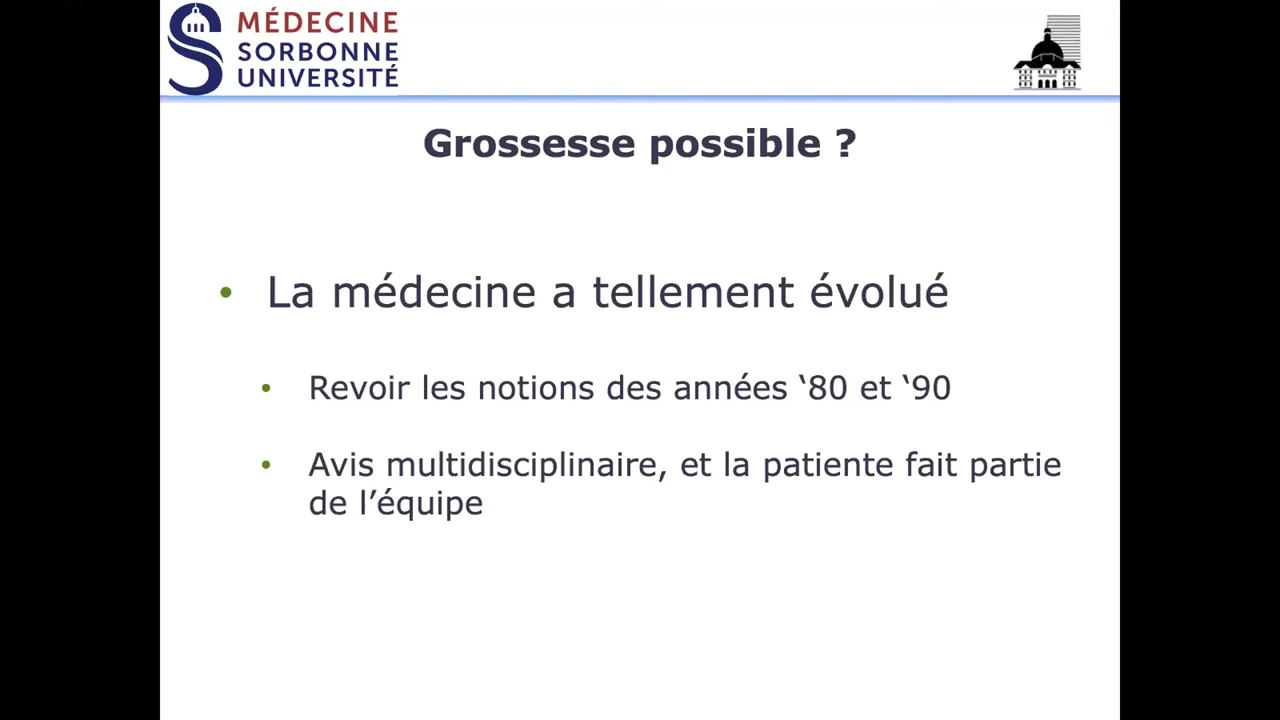 MÉDECINE
SORBONNE
UNIVERSITÉ
Grossesse possible ?
• La médecine a tellement évolué
• Revoir les notions des années ‘80 et ‘90
• Avis multidisciplinaire, et la patiente fait partie
de l’équipe